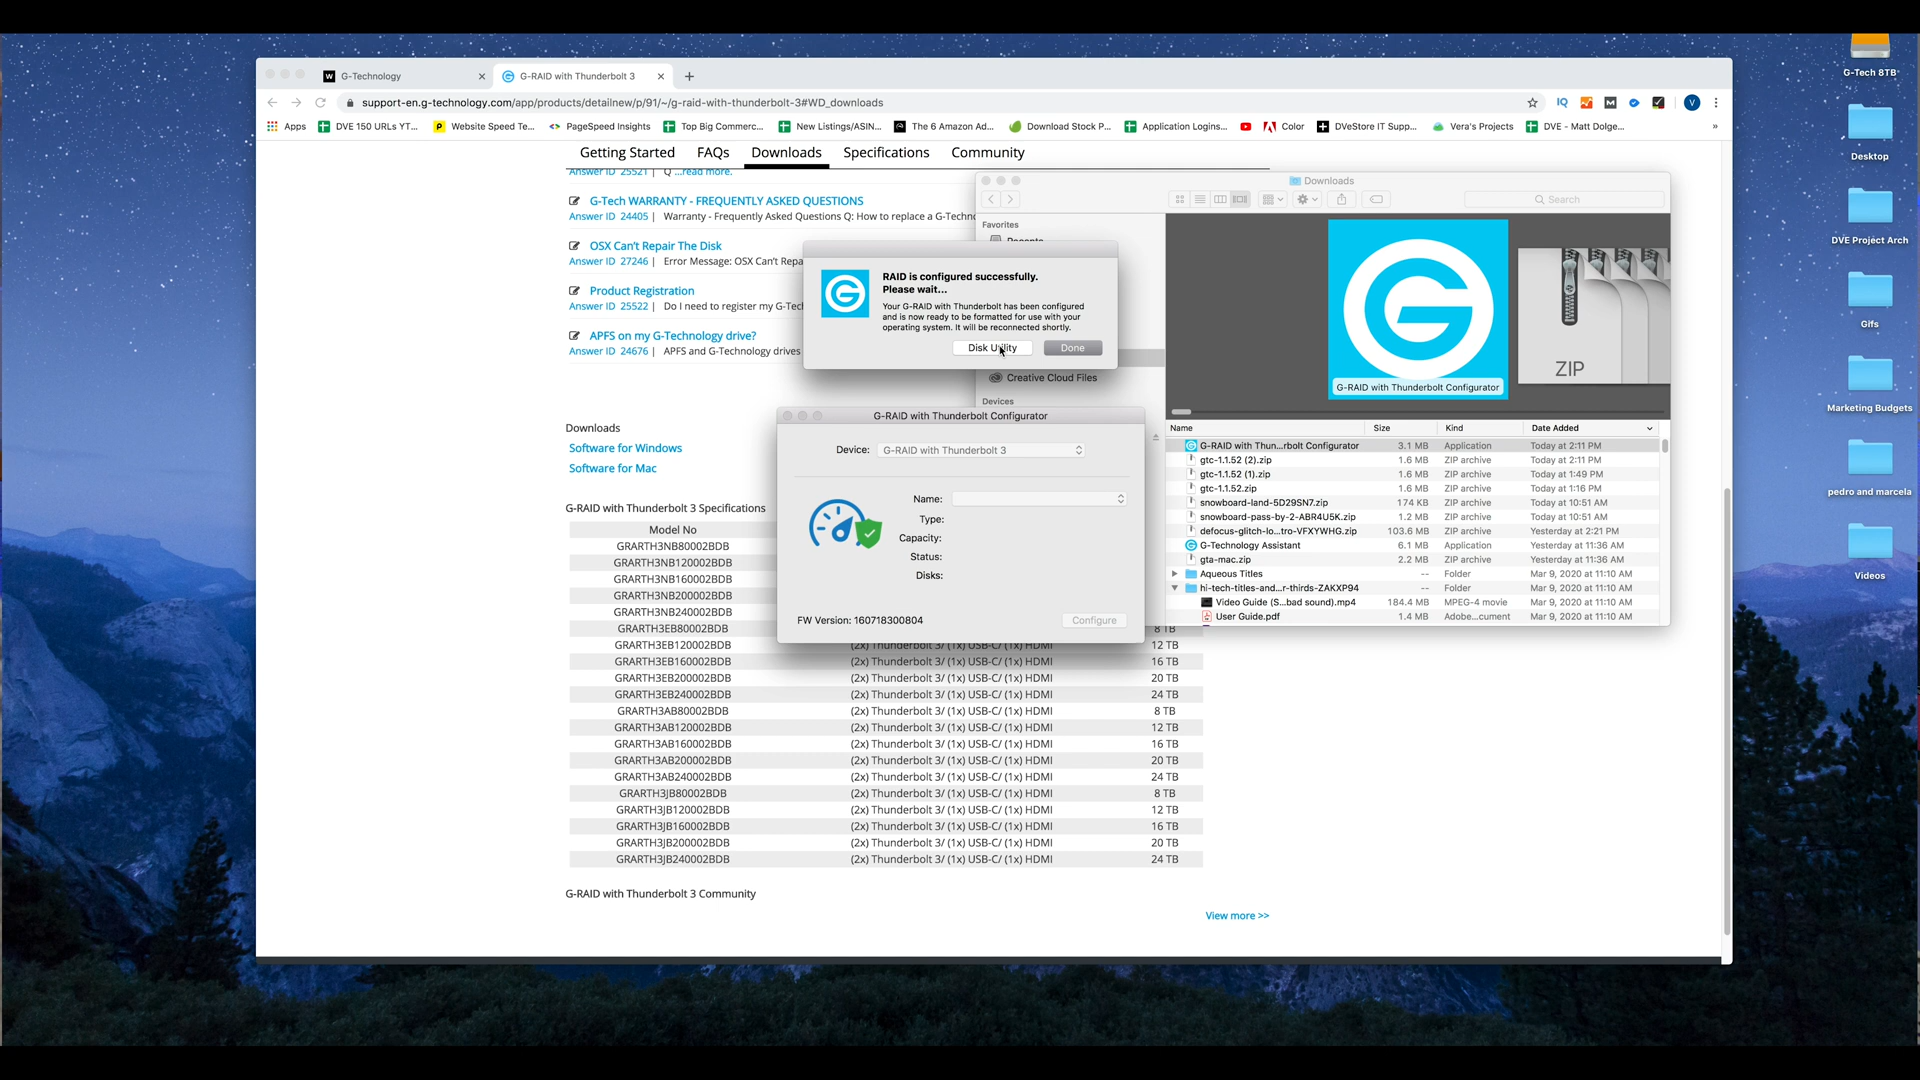 G-Technology
G-RAID with Thunderbolt 3
support-en.g-technology.com/app/products/detailnew/p/91/~/g-raid-with-thunderbolt-3#WD_downloads
IQ
V
Apps
DVE 150 URLs YT...
Website Speed Te...
PageSpeed Insights
Top Big Commerc...
New Listings/ASIN...
The 6 Amazon Ad...
Download Stock P...
Application Logins...
Color
DVEStore IT Supp...
Vera's Projects
DVE - Matt Dolge...
»
Getting Started FAQs Downloads Specifications Community
Answer ID 25521 | Q ...read more.
G-Tech WARRANTY - FREQUENTLY ASKED QUESTIONS
Answer ID 24405 | Warranty - Frequently Asked Questions Q: How to replace a G-Techn
OSX Can't Repair The Disk
Answer ID 27246 | Error Message: OSX Can't Repa
Product Registration
Answer ID 25522 | Do I need to register my G-Tec
APFS on my G-Technology drive?
Answer ID 24676 | APFS and G-Technology drives
Downloads
Software for Windows
Software for Mac
G-RAID with Thunderbolt 3 Specifications
Model No
GRARTH3NB80002BDB
GRARTH3NB120002BDB
GRARTH3NB160002BDB
GRARTH3NB200002BDB
GRARTH3NB240002BDB
GRARTH3EB80002BDB 8 TB
GRARTH3EB120002BDB (2x) Thunderbolt 3/ (1x) USB-C/ (1x) HDMI 12 TB
GRARTH3EB160002BDB (2x) Thunderbolt 3/ (1x) USB-C/ (1x) HDMI 16 TB
GRARTH3EB200002BDB (2x) Thunderbolt 3/ (1x) USB-C/ (1x) HDMI 20 TB
GRARTH3EB240002BDB (2x) Thunderbolt 3/ (1x) USB-C/ (1x) HDMI 24 TB
GRARTH3AB80002BDB (2x) Thunderbolt 3/ (1x) USB-C/ (1x) HDMI 8 TB
GRARTH3AB120002BDB (2x) Thunderbolt 3/ (1x) USB-C/ (1x) HDMI 12 TB
GRARTH3AB160002BDB (2x) Thunderbolt 3/ (1x) USB-C/ (1x) HDMI 16 TB
GRARTH3AB200002BDB (2x) Thunderbolt 3/ (1x) USB-C/ (1x) HDMI 20 TB
GRARTH3AB240002BDB (2x) Thunderbolt 3/ (1x) USB-C/ (1x) HDMI 24 TB
GRARTH3JB80002BDB (2x) Thunderbolt 3/ (1x) USB-C/ (1x) HDMI 8 TB
GRARTH3JB120002BDB (2x) Thunderbolt 3/ (1x) USB-C/ (1x) HDMI 12 TB
GRARTH3JB160002BDB (2x) Thunderbolt 3/ (1x) USB-C/ (1x) HDMI 16 TB
GRARTH3JB200002BDB (2x) Thunderbolt 3/ (1x) USB-C/ (1x) HDMI 20 TB
GRARTH3JB240002BDB (2x) Thunderbolt 3/ (1x) USB-C/ (1x) HDMI 24 TB
G-RAID with Thunderbolt 3 Community
View more >>
RAID is configured successfully.
Please wait...
Your G-RAID with Thunderbolt has been configured
and is now ready to be formatted for use with your
operating system. It will be reconnected shortly.
Disk Utility
Done
G-RAID with Thunderbolt Configurator
Device: G-RAID with Thunderbolt 3
Name:
Type:
Capacity:
Status:
Disks:
FW Version: 160718300804
Configure
Downloads
Search
Favorites
Recents
Creative Cloud Files
Devices
G-RAID with Thunderbolt Configurator
ZIP
Name Size Kind Date Added
G-RAID with Thun...rbolt Configurator 3.1 MB Application Today at 2:11 PM
gtc-1.1.52 (2).zip 1.6 MB ZIP archive Today at 2:11 PM
gtc-1.1.52 (1).zip 1.6 MB ZIP archive Today at 1:49 PM
gtc-1.1.52.zip 1.6 MB ZIP archive Today at 1:16 PM
snowboard-land-5D29SN7.zip 174 KB ZIP archive Today at 10:51 AM
snowboard-pass-by-2-ABR4U5K.zip 1.2 MB ZIP archive Today at 10:51 AM
defocus-glitch-lo...tro-VFXYWHG.zip 103.6 MB ZIP archive Yesterday at 2:21 PM
G-Technology Assistant 6.1 MB Application Yesterday at 11:36 AM
gta-mac.zip 2.2 MB ZIP archive Yesterday at 11:36 AM
Aqueous Titles -- Folder Mar 9, 2020 at 11:10 AM
hi-tech-titles-and...r-thirds-ZAKXP94 -- Folder Mar 9, 2020 at 11:10 AM
Video Guide (S...bad sound).mp4 184.4 MB MPEG-4 movie Mar 9, 2020 at 11:10 AM
User Guide.pdf 1.4 MB Adobe...cument Mar 9, 2020 at 11:10 AM
G-Tech 8TB
Desktop
DVE Project Arch
Gifs
Marketing Budgets
pedro and marcela
Videos